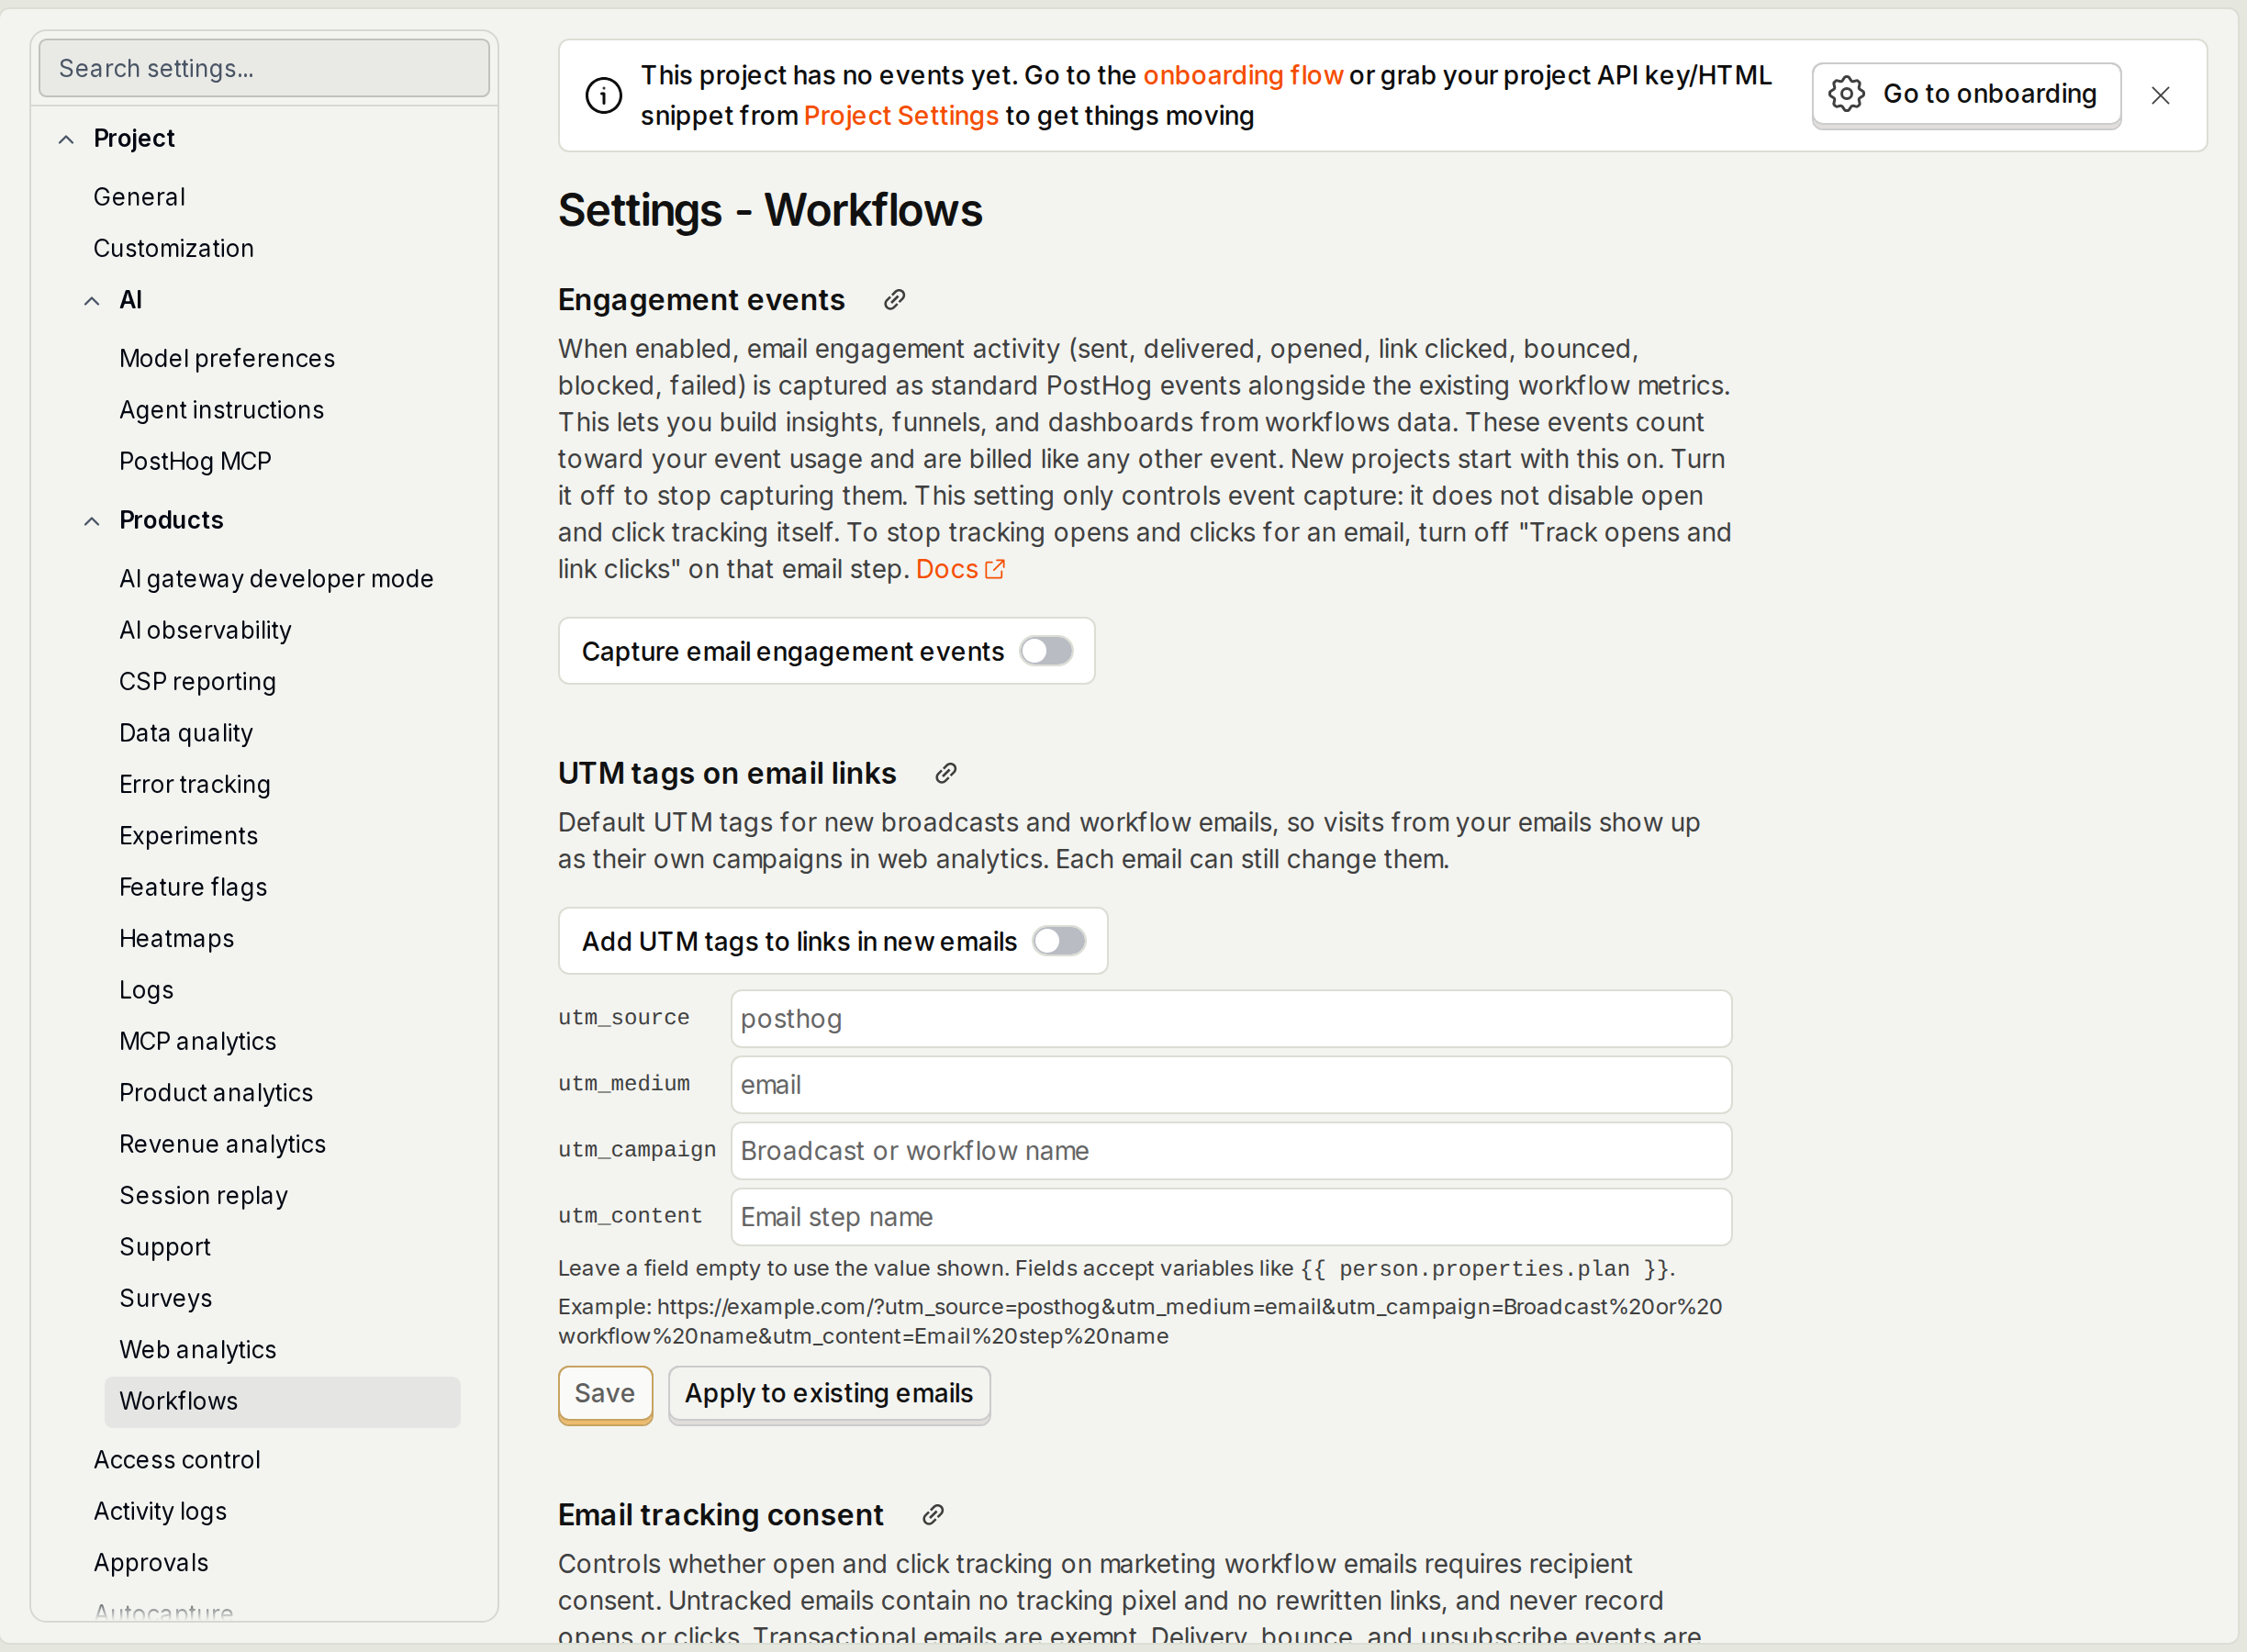 Search settings...
Project
General
Customization
AI
Model preferences
Agent instructions
PostHog MCP
Products
AI gateway developer mode
AI observability
CSP reporting
Data quality
Error tracking
Experiments
Feature flags
Heatmaps
Logs
MCP analytics
Product analytics
Revenue analytics
Session replay
Support
Surveys
Web analytics
Workflows
Access control
Activity logs
Approvals
Autocapture
This project has no events yet. Go to the onboarding flow or grab your project API key/HTML
snippet from Project Settings to get things moving
Go to onboarding
Settings - Workflows
Engagement events
When enabled, email engagement activity (sent, delivered, opened, link clicked, bounced,
blocked, failed) is captured as standard PostHog events alongside the existing workflow metrics.
This lets you build insights, funnels, and dashboards from workflows data. These events count
toward your event usage and are billed like any other event. New projects start with this on. Turn
it off to stop capturing them. This setting only controls event capture: it does not disable open
and click tracking itself. To stop tracking opens and clicks for an email, turn off "Track opens and
link clicks" on that email step. Docs
Capture email engagement events
UTM tags on email links
Default UTM tags for new broadcasts and workflow emails, so visits from your emails show up
as their own campaigns in web analytics. Each email can still change them.
Add UTM tags to links in new emails
utm_source posthog
utm_medium email
utm_campaign Broadcast or workflow name
utm_content Email step name
Leave a field empty to use the value shown. Fields accept variables like {{ person.properties.plan }}.
Example: https://example.com/?utm_source=posthog&utm_medium=email&utm_campaign=Broadcast%20or%20
workflow%20name&utm_content=Email%20step%20name
Save Apply to existing emails
Email tracking consent
Controls whether open and click tracking on marketing workflow emails requires recipient
consent. Untracked emails contain no tracking pixel and no rewritten links, and never record
opens or clicks. Transactional emails are exempt. Delivery, bounce, and unsubscribe events are